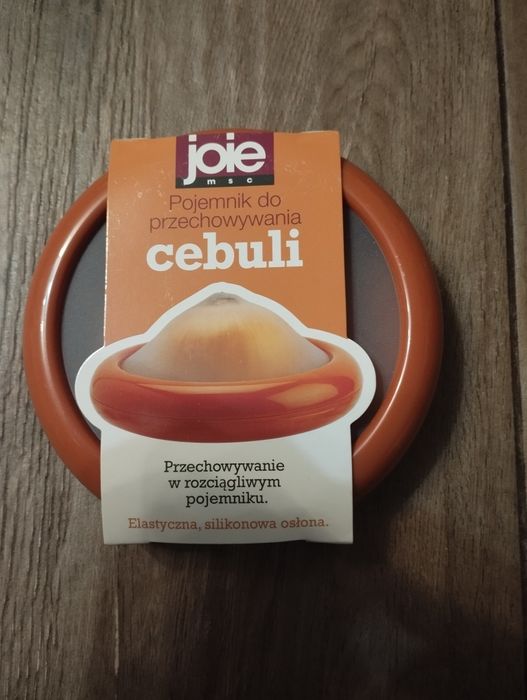 joie
msc
Pojemnik do
przechowywania
cebuli
Przechowywanie
w rozciągliwym
pojemniku.
Elastyczna, silikonowa osłona.